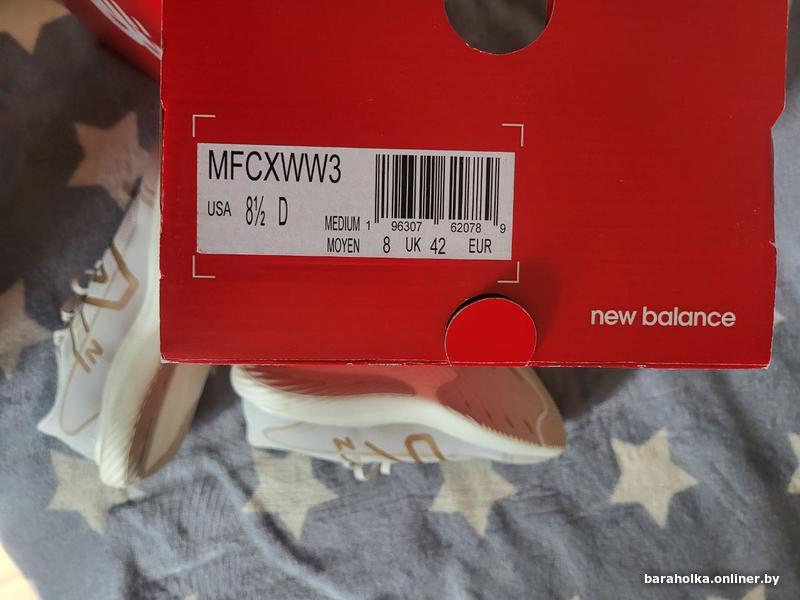 MFCXWW3
USA 8½ D
MEDIUM 1 96307 62078 9
MOYEN 8 UK 42 EUR
new balance
baraholka.onliner.by